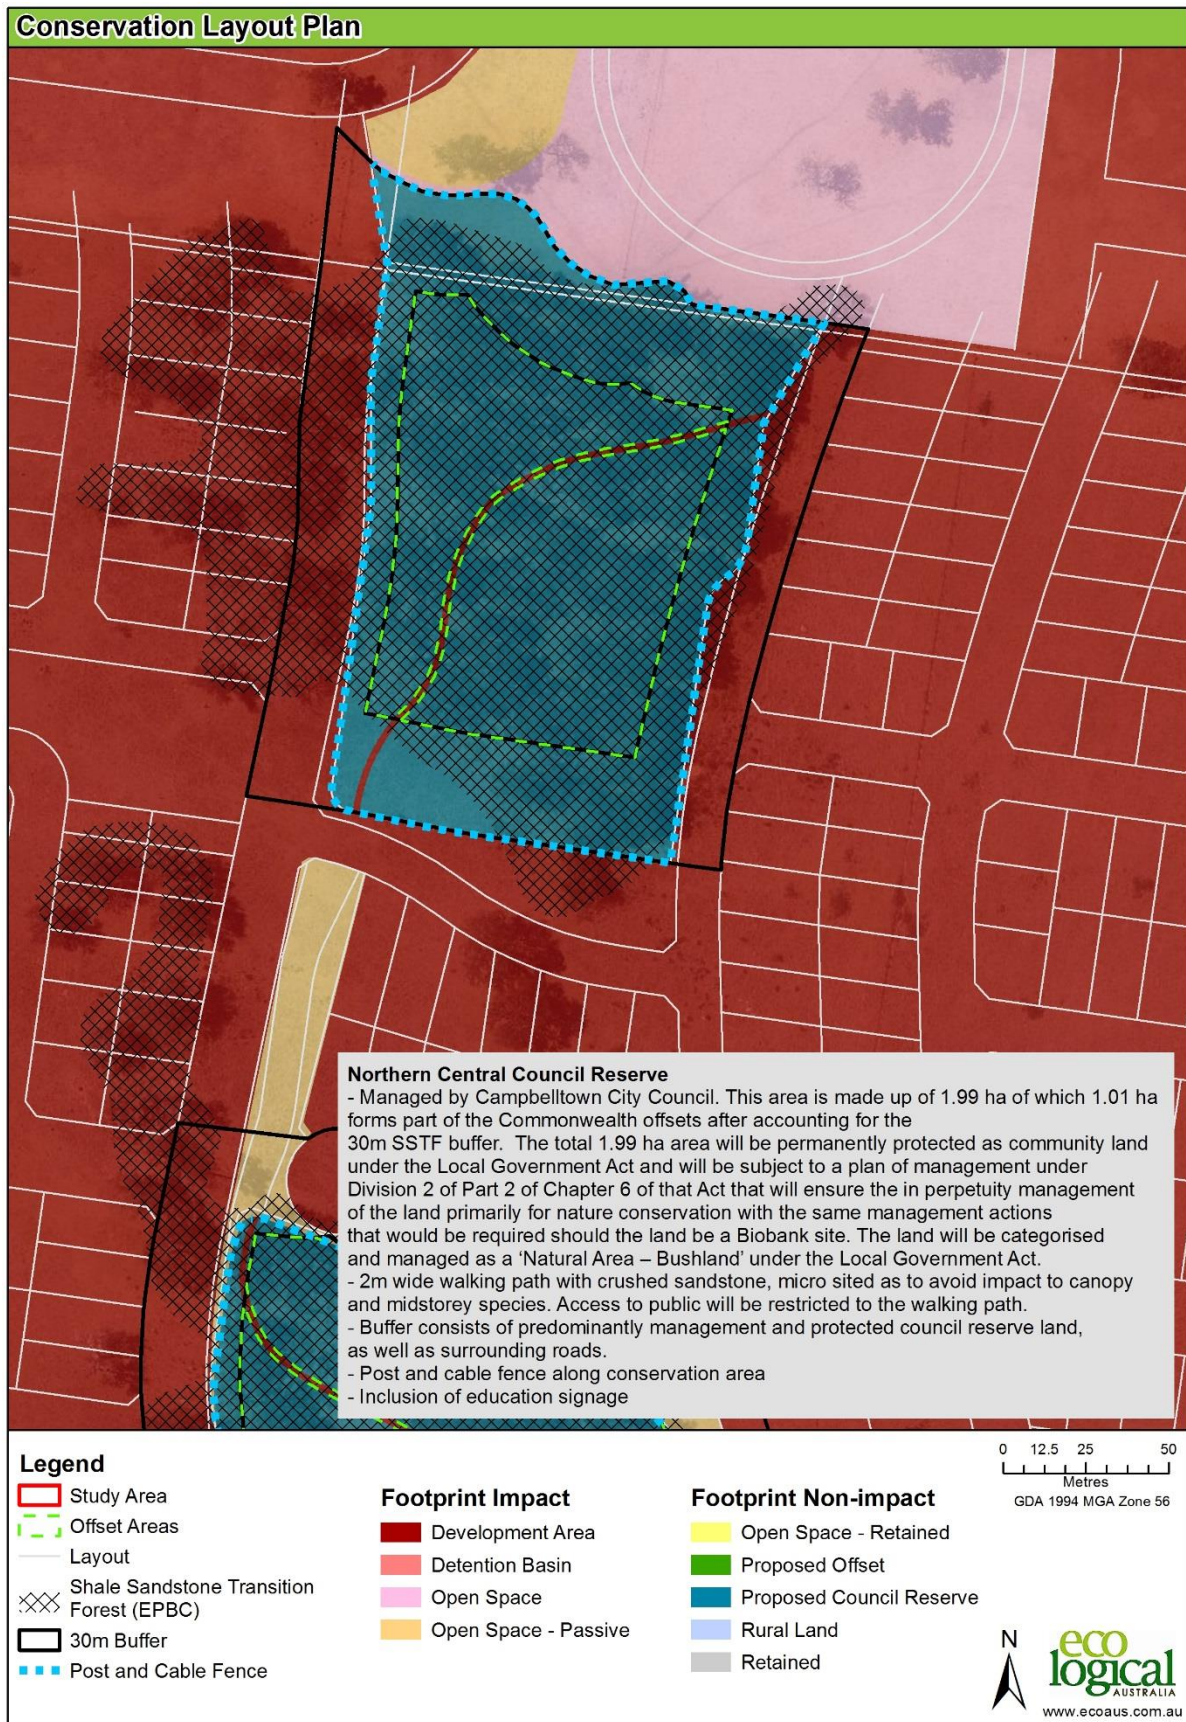 Conservation Layout Plan
Northern Central Council Reserve
- Managed by Campbelltown City Council. This area is made up of 1.99 ha of which 1.01 ha
forms part of the Commonwealth offsets after accounting for the
30m SSTF buffer.  The total 1.99 ha area will be permanently protected as community land
under the Local Government Act and will be subject to a plan of management under
Division 2 of Part 2 of Chapter 6 of that Act that will ensure the in perpetuity management
of the land primarily for nature conservation with the same management actions
that would be required should the land be a Biobank site. The land will be categorised
and managed as a ‘Natural Area – Bushland’ under the Local Government Act.
- 2m wide walking path with crushed sandstone, micro sited as to avoid impact to canopy
and midstorey species. Access to public will be restricted to the walking path.
- Buffer consists of predominantly management and protected council reserve land,
as well as surrounding roads.
- Post and cable fence along conservation area
- Inclusion of education signage
Legend
Study Area
Offset Areas
Layout
Shale Sandstone Transition
Forest (EPBC)
30m Buffer
Post and Cable Fence
Footprint Impact
Development Area
Detention Basin
Open Space
Open Space - Passive
Footprint Non-impact
Open Space - Retained
Proposed Offset
Proposed Council Reserve
Rural Land
Retained
0 12.5 25 50
Metres
GDA 1994 MGA Zone 56
N
eco
logical
AUSTRALIA
www.ecoaus.com.au